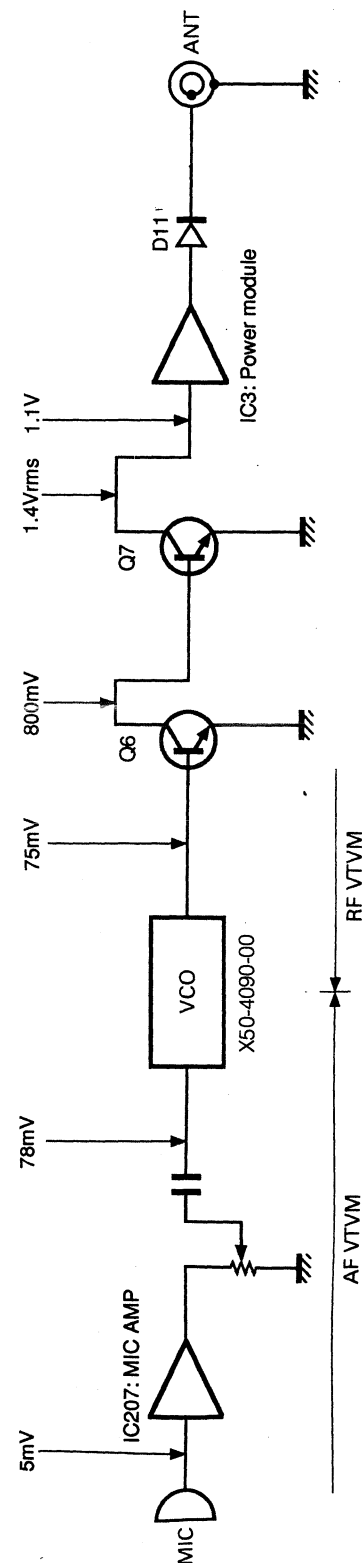 5mV
78mV
75mV
800mV
1.4Vrms
1.1V
MIC
IC207: MIC AMP
VCO
X50-4090-00
Q6
Q7
IC3: Power module
D11
ANT
AF VTVM
RF VTVM